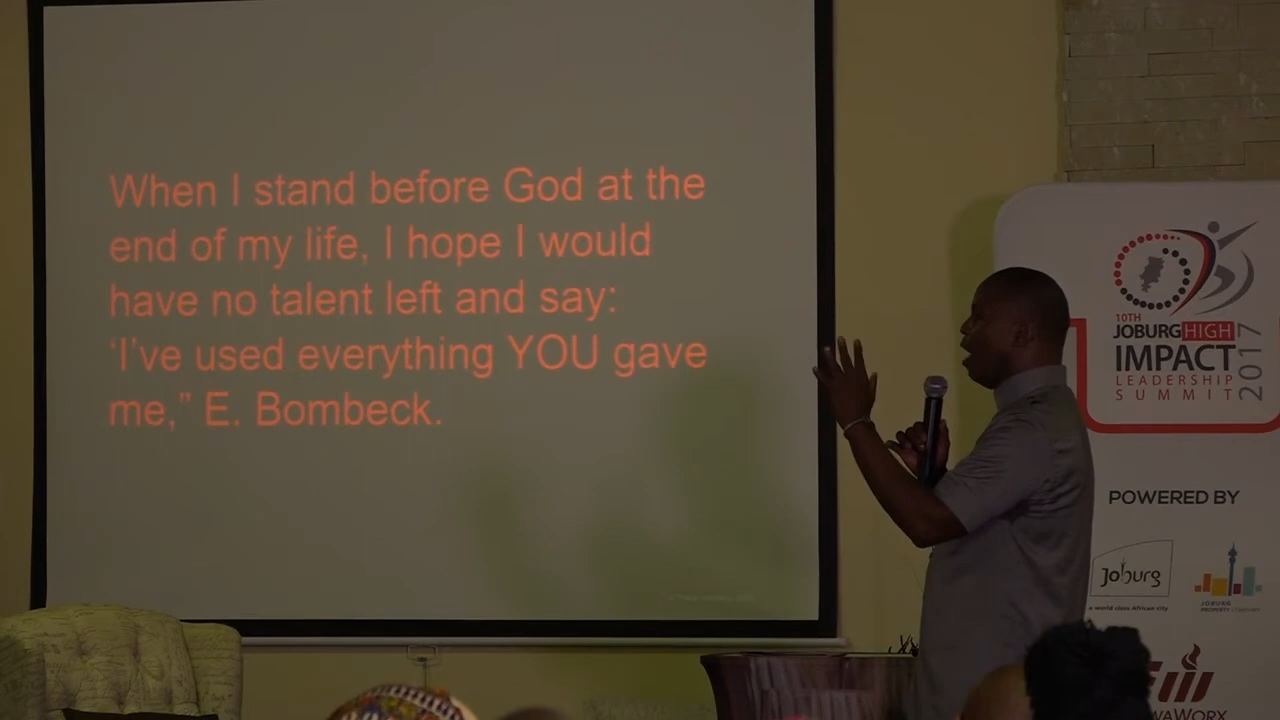 When I stand before God at the
end of my life, I hope I would
have no talent left and say:
‘I’ve used everything YOU gave
me,” E. Bombeck.
10TH
JOBURG HIGH
IMPACT
LEADERSHIP
SUMMIT
2017
POWERED BY
Joburg
a world class African city
JOBURG